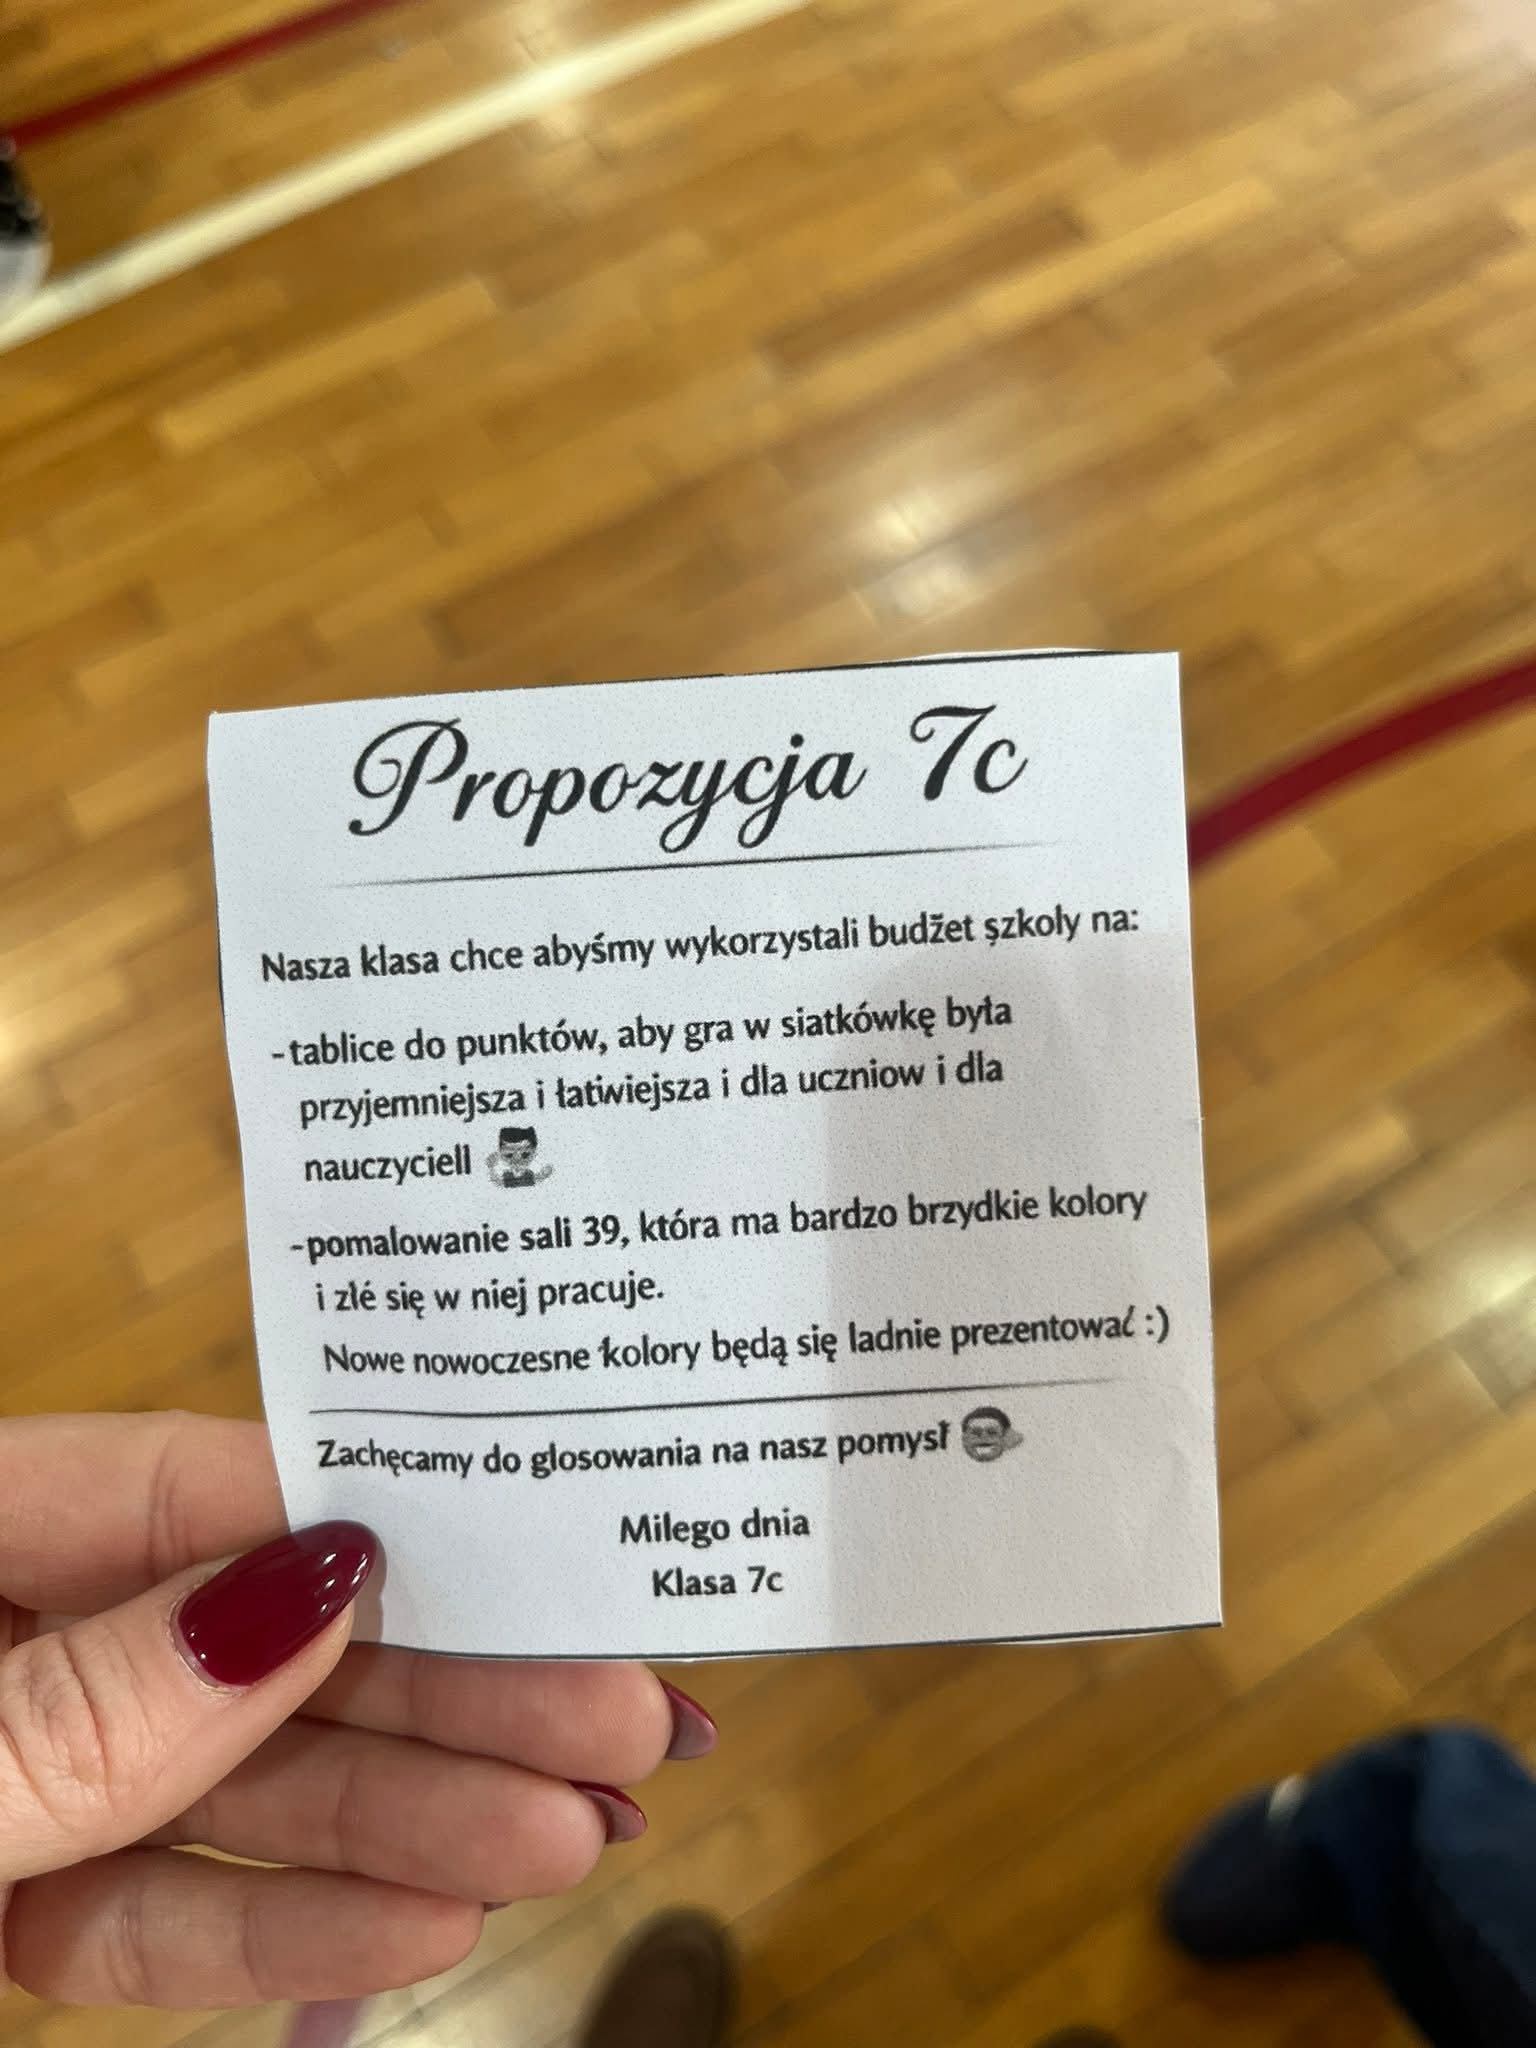 Propozycja 7c
Nasza klasa chce abyśmy wykorzystali budżet szkoly na:
-tablice do punktów, aby gra w siatkówkę była
przyjemniejsza i łatiwiejsza i dla uczniow i dla
nauczyciell
-pomalowanie sali 39, która ma bardzo brzydkie kolory
i zlé się w niej pracuje.
Nowe nowoczesne kolory będą się ladnie prezentować :)
Zachęcamy do glosowania na nasz pomysł
Milego dnia
Klasa 7c